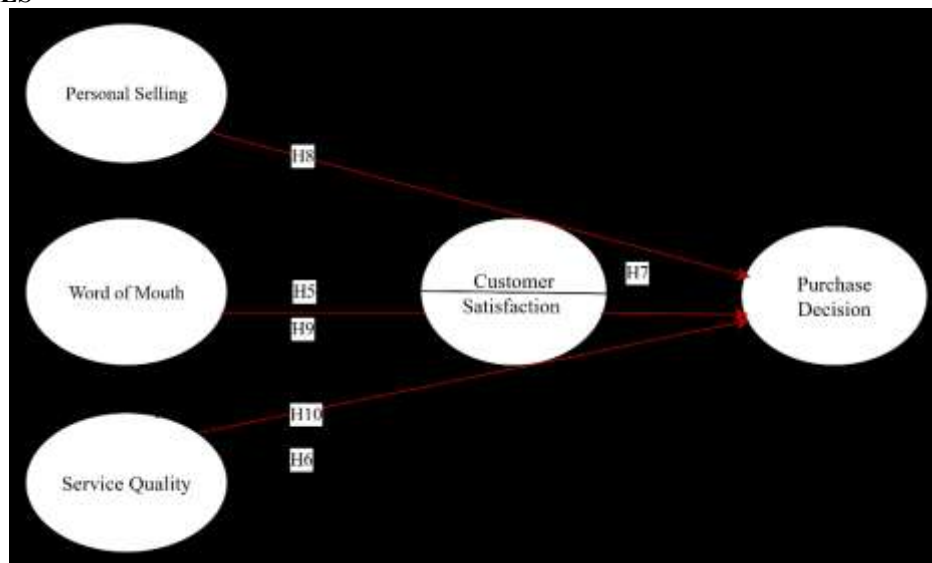 Personal Selling
H8
Word of Mouth
H5
H9
Customer
Satisfaction
H7
Purchase
Decision
H10
H6
Service Quality